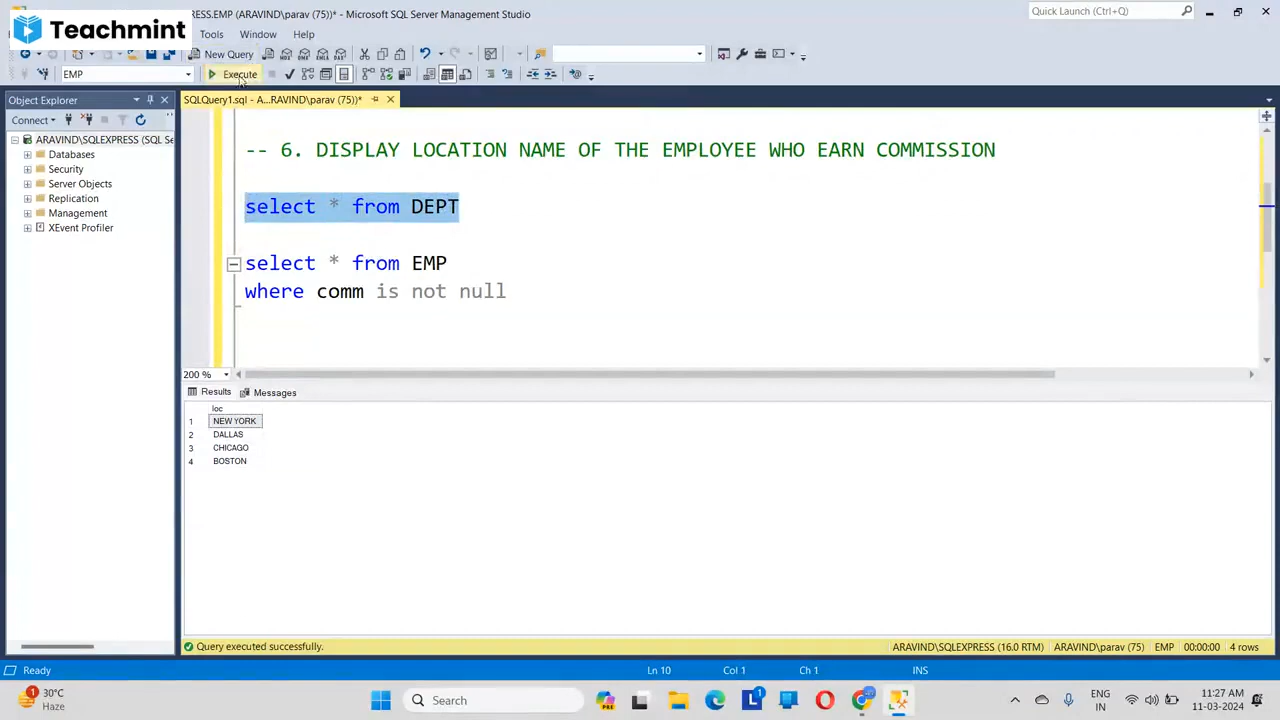 RESS.EMP (ARAVIND\parav (75))* - Microsoft SQL Server Management Studio
Quick Launch (Ctrl+Q)
Teachmint
Tools Window Help
New Query
EMP
Execute
Object Explorer
SQLQuery1.sql - A...RAVIND\parav (75))*
Connect
ARAVIND\SQLEXPRESS (SQL Se
Databases
Security
Server Objects
Replication
Management
XEvent Profiler
-- 6. DISPLAY LOCATION NAME OF THE EMPLOYEE WHO EARN COMMISSION
select * from DEPT
select * from EMP
where comm is not null
200 %
Results Messages
loc
1 NEW YORK
2 DALLAS
3 CHICAGO
4 BOSTON
Query executed successfully.
ARAVIND\SQLEXPRESS (16.0 RTM) ARAVIND\parav (75) EMP 00:00:00 4 rows
Ready
Ln 10 Col 1 Ch 1 INS
1
30°C
Haze
Search
PRE
L
1
ENG
IN
11:27 AM
11-03-2024